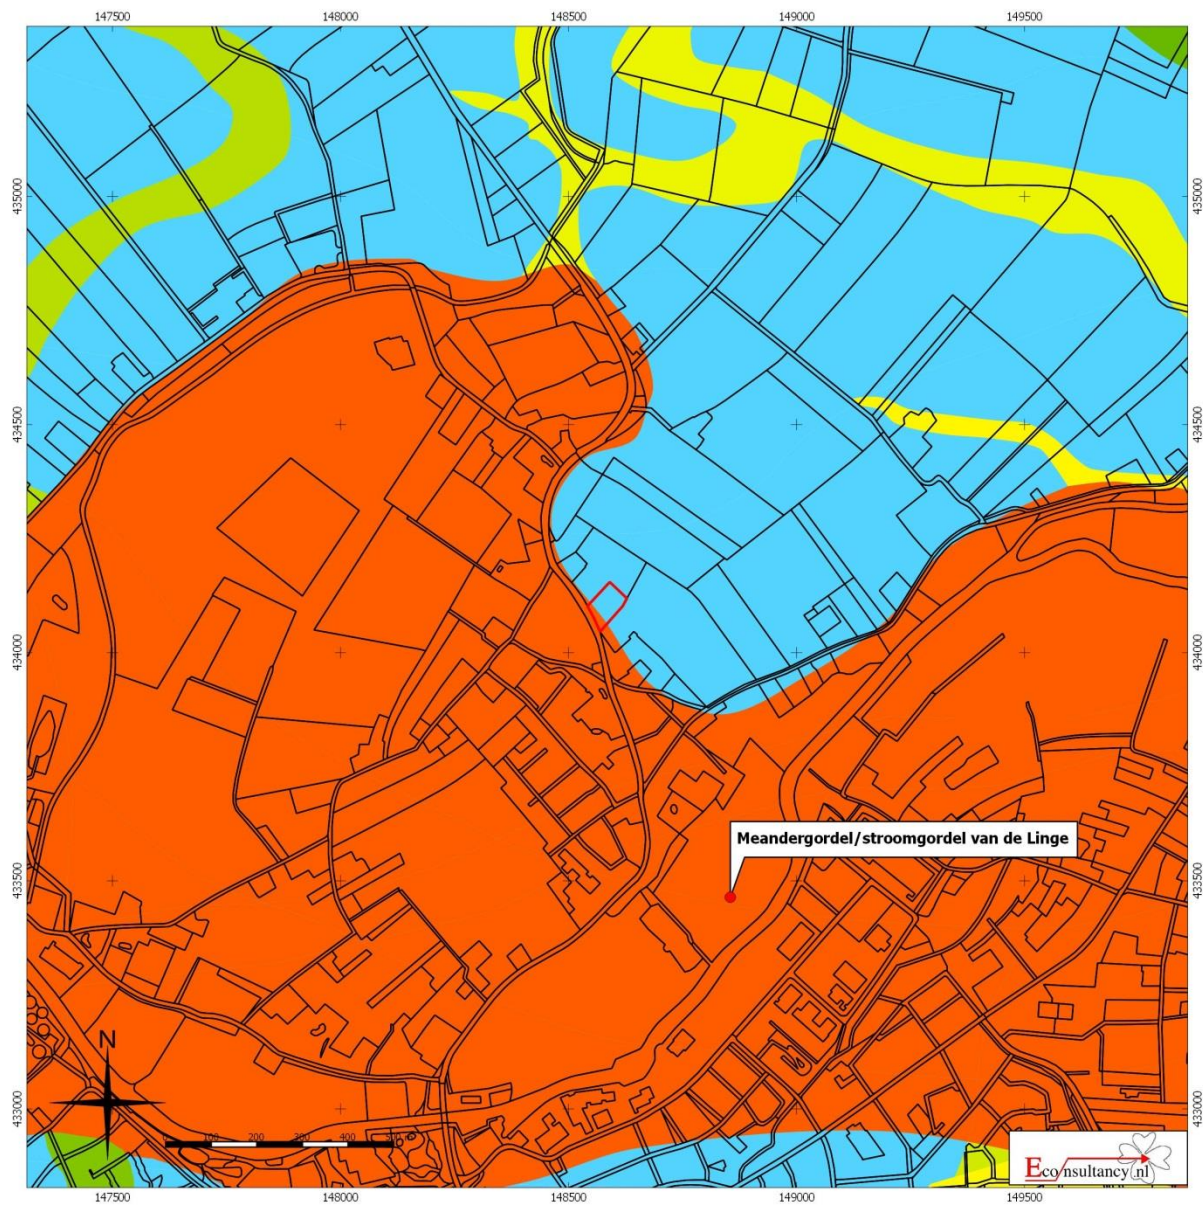 147500 148000 148500 149000 149500
435000 435000
434500 434500
434000 434000
Meandergordel/stroomgordel van de Linge
433500 433500
N
433000 433000
0 100 200 300 400 500 m
Econsultancy.nl
147500 148000 148500 149000 149500